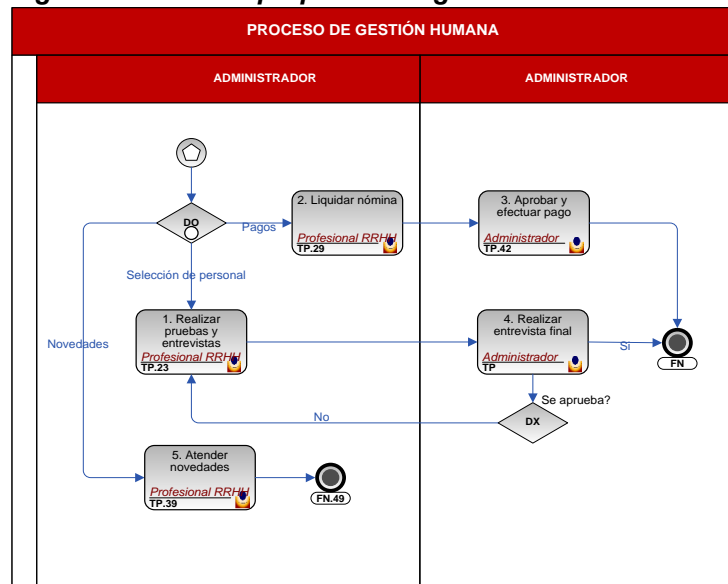 PROCESO DE GESTIÓN HUMANA
ADMINISTRADOR
ADMINISTRADOR
DO
Pagos
2. Liquidar nómina
Profesional RRHH
TP.29
3. Aprobar y
efectuar pago
Administrador
TP.42
Selección de personal
Novedades
1. Realizar
pruebas y
entrevistas
Profesional RRHH
TP.23
4. Realizar
entrevista final
Administrador
TP
Si
FN
Se aprueba?
DX
No
5. Atender
novedades
Profesional RRHH
TP.39
FN.49